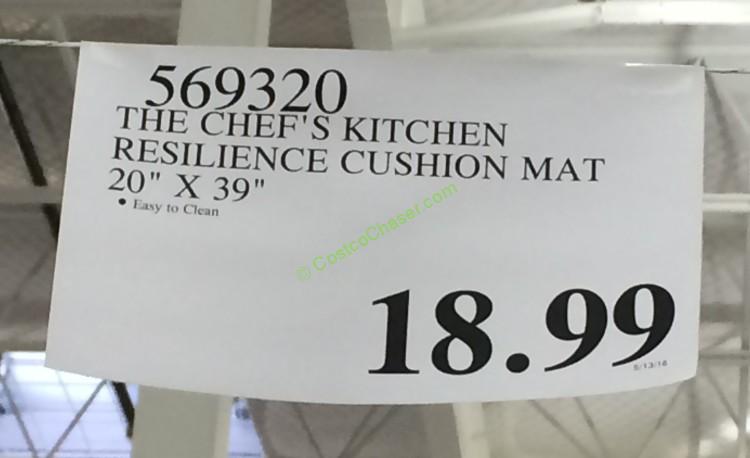 569320
THE CHEF'S KITCHEN
RESILIENCE CUSHION MAT
20" X 39"
• Easy to Clean
© CostcoChaser.com
18.99
5/13/16